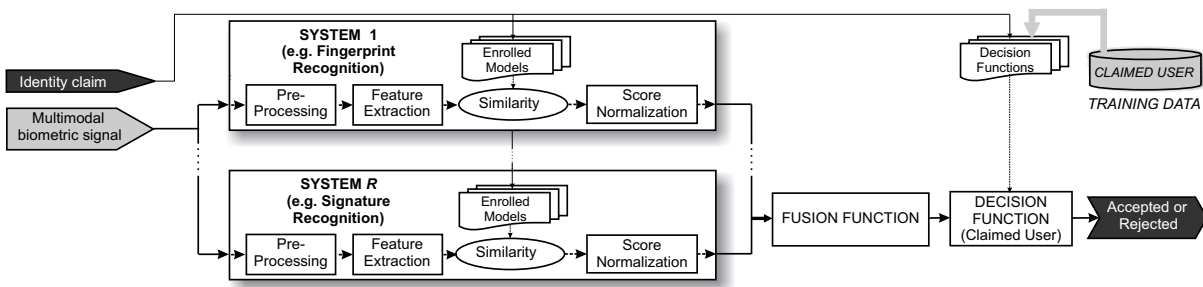 SYSTEM 1
(e.g. Fingerprint
Recognition)
Enrolled
Models
Pre-
Processing
Feature
Extraction
Similarity
Score
Normalization
Identity claim
Multimodal
biometric signal
Decision
Functions
CLAIMED USER
TRAINING DATA
SYSTEM R
(e.g. Signature
Recognition)
Enrolled
Models
Pre-
Processing
Feature
Extraction
Similarity
Score
Normalization
FUSION FUNCTION
DECISION
FUNCTION
(Claimed User)
Accepted or
Rejected